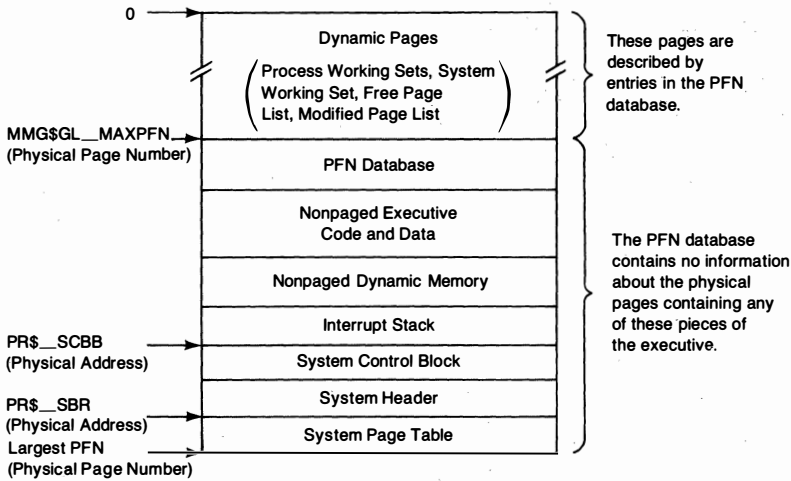 0
Dynamic Pages
(Process Working Sets, System
Working Set, Free Page
List, Modified Page List)
These pages are
described by
entries in the PFN
database.
MMG$GL__MAXPFN
(Physical Page Number)
PFN Database
Nonpaged Executive
Code and Data
Nonpaged Dynamic Memory
Interrupt Stack
The PFN database
contains no information
about the physical
pages containing any
of these pieces of
the executive.
PR$__SCBB
(Physical Address)
System Control Block
System Header
PR$__SBR
(Physical Address)
System Page Table
Largest PFN
(Physical Page Number)